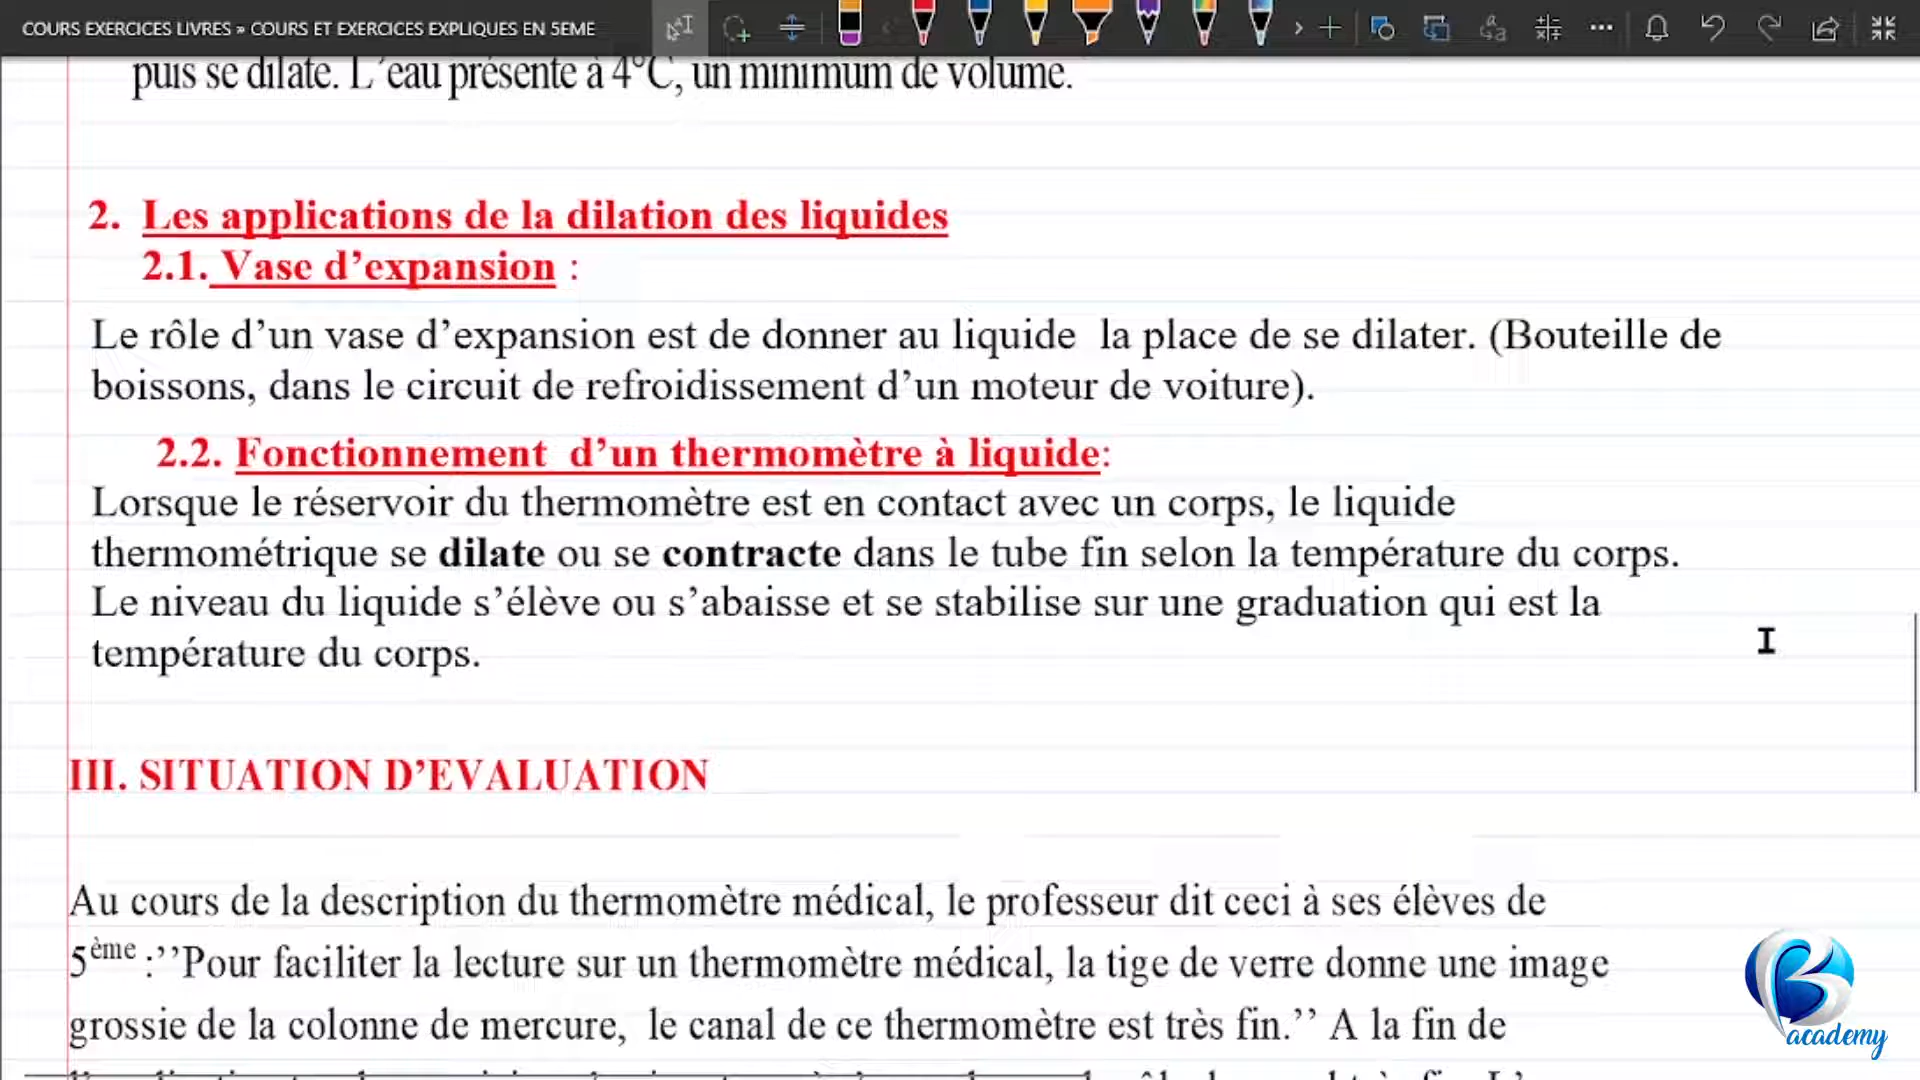 COURS EXERCICES LIVRES » COURS ET EXERCICES EXPLIQUES EN 5EME
puis se dilate. L'eau présente à 4°C, un minimum de volume.
2. Les applications de la dilation des liquides
2.1. Vase d’expansion :
Le rôle d’un vase d’expansion est de donner au liquide la place de se dilater. (Bouteille de
boissons, dans le circuit de refroidissement d’un moteur de voiture).
2.2. Fonctionnement d’un thermomètre à liquide:
Lorsque le réservoir du thermomètre est en contact avec un corps, le liquide
thermométrique se dilate ou se contracte dans le tube fin selon la température du corps.
Le niveau du liquide s’élève ou s’abaisse et se stabilise sur une graduation qui est la
température du corps.
III. SITUATION D’EVALUATION
Au cours de la description du thermomètre médical, le professeur dit ceci à ses élèves de
5ème :’’Pour faciliter la lecture sur un thermomètre médical, la tige de verre donne une image
grossie de la colonne de mercure, le canal de ce thermomètre est très fin.’’ A la fin de
academy